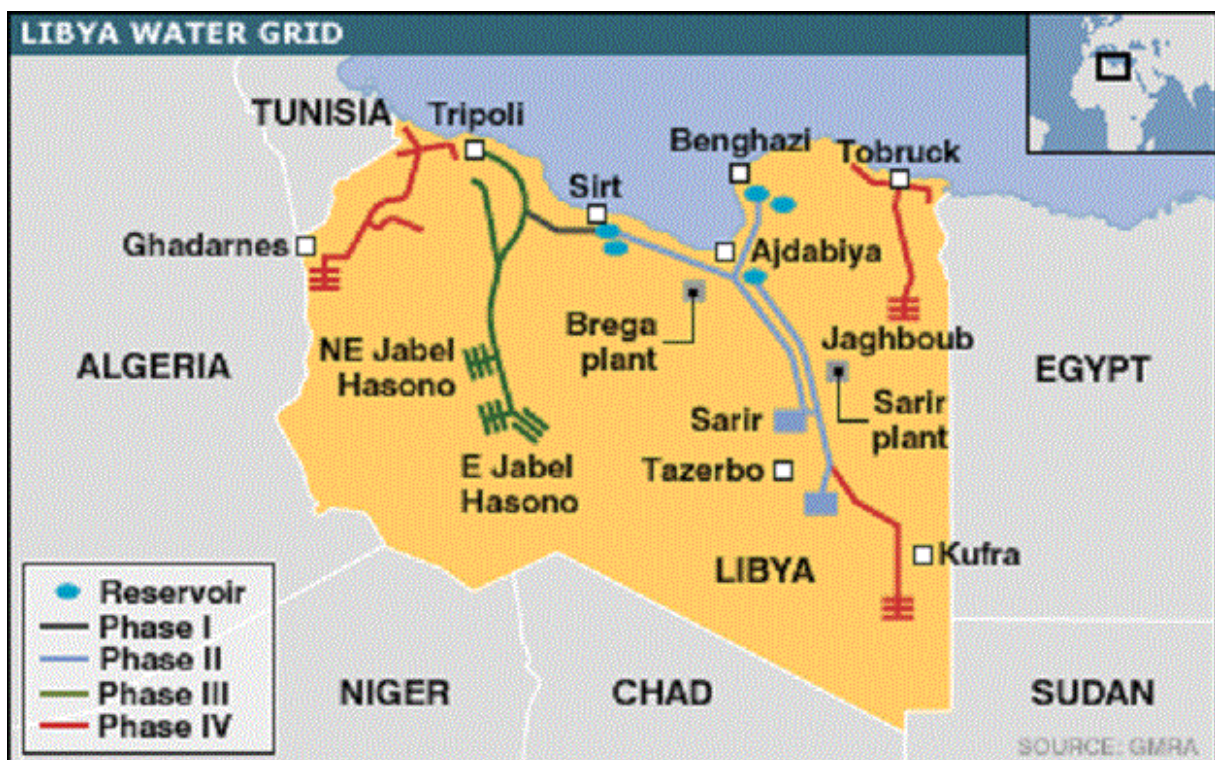 LIBYA WATER GRID
TUNISIA
Tripoli
Benghazi
Tobruck
Sirt
Ghadarnes
Ajdabiya
Brega
plant
Jaghboub
NE Jabel
Hasono
ALGERIA
EGYPT
Sarir
Sarir
plant
E Jabel
Hasono
Tazerbo
Kufra
LIBYA
Reservoir
Phase I
Phase II
Phase III
Phase IV
NIGER
CHAD
SUDAN
SOURCE: GMRA